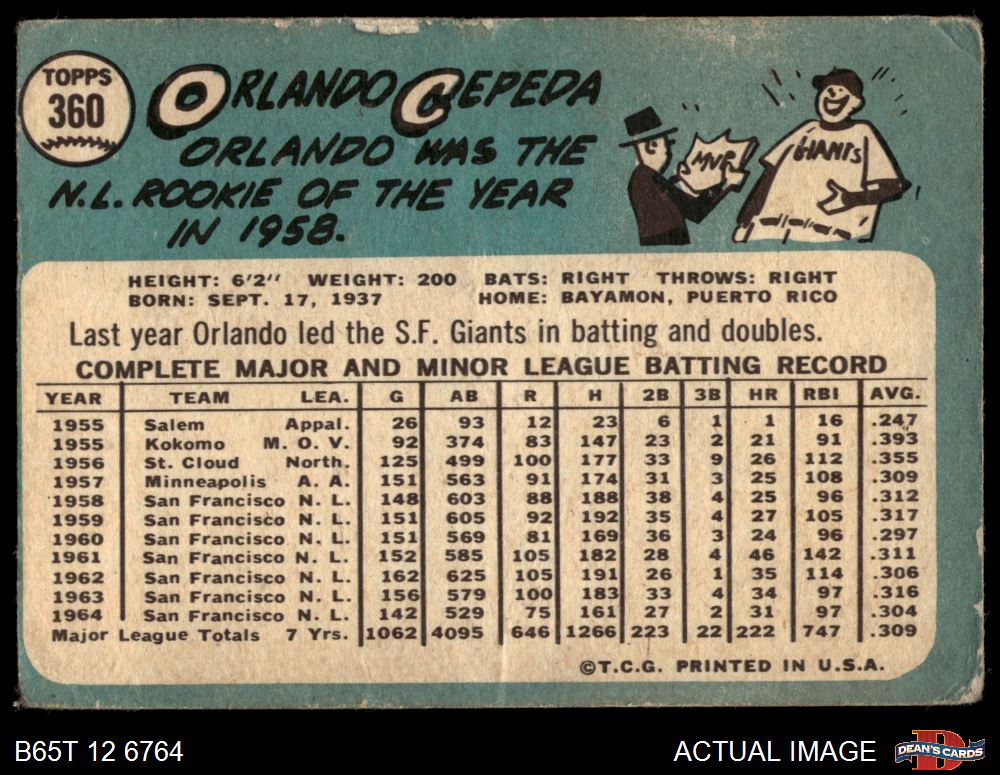 TOPPS
360
ORLANDO CEPEDA
ORLANDO WAS THE
N.L. ROOKIE OF THE YEAR
IN 1958.
MVP
GIANTS
HEIGHT: 6'2" WEIGHT: 200 BATS: RIGHT THROWS: RIGHT
BORN: SEPT. 17, 1937 HOME: BAYAMON, PUERTO RICO
Last year Orlando led the S.F. Giants in batting and doubles.
COMPLETE MAJOR AND MINOR LEAGUE BATTING RECORD
YEAR TEAM LEA. G AB R H 2B 3B HR RBI AVG.
1955 Salem Appal. 26 93 12 23 6 1 1 16 .247
1955 Kokomo M. O. V. 92 374 83 147 23 2 21 91 .393
1956 St. Cloud North. 125 499 100 177 33 9 26 112 .355
1957 Minneapolis A. A. 151 563 91 174 31 3 25 108 .309
1958 San Francisco N. L. 148 603 88 188 38 4 25 96 .312
1959 San Francisco N. L. 151 605 92 192 35 4 27 105 .317
1960 San Francisco N. L. 151 569 81 169 36 3 24 96 .297
1961 San Francisco N. L. 152 585 105 182 28 4 46 142 .311
1962 San Francisco N. L. 162 625 105 191 26 1 35 114 .306
1963 San Francisco N. L. 156 579 100 183 33 4 34 97 .316
1964 San Francisco N. L. 142 529 75 161 27 2 31 97 .304
Major League Totals 7 Yrs. 1062 4095 646 1266 223 22 222 747 .309
©T.C.G. PRINTED IN U.S.A.
B65T 12 6764
ACTUAL IMAGE
DEAN'S CARDS